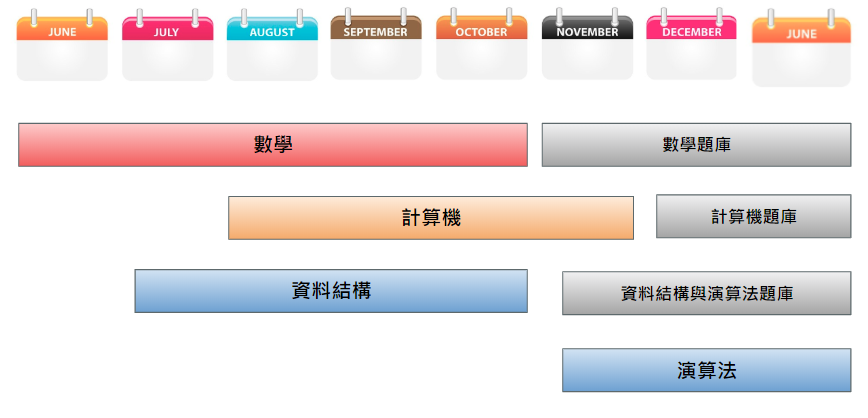 JUNE JULY AUGUST SEPTEMBER OCTOBER NOVEMBER DECEMBER JUNE
數學 數學題庫
計算機 計算機題庫
資料結構 資料結構與演算法題庫
演算法